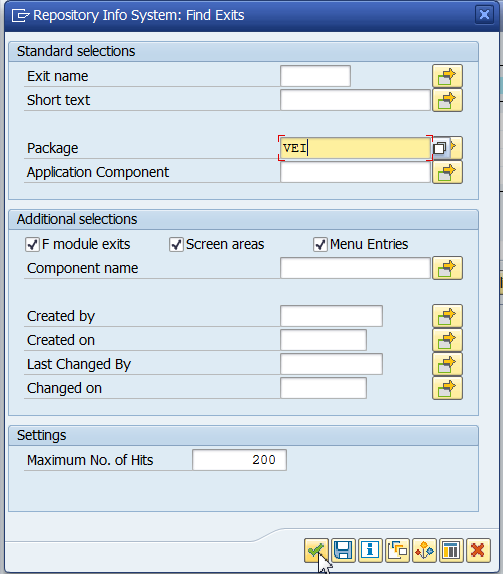 Repository Info System: Find Exits
Standard selections
Exit name
Short text
Package VEI
Application Component
Additional selections
F module exits Screen areas Menu Entries
Component name
Created by
Created on
Last Changed By
Changed on
Settings
Maximum No. of Hits 200